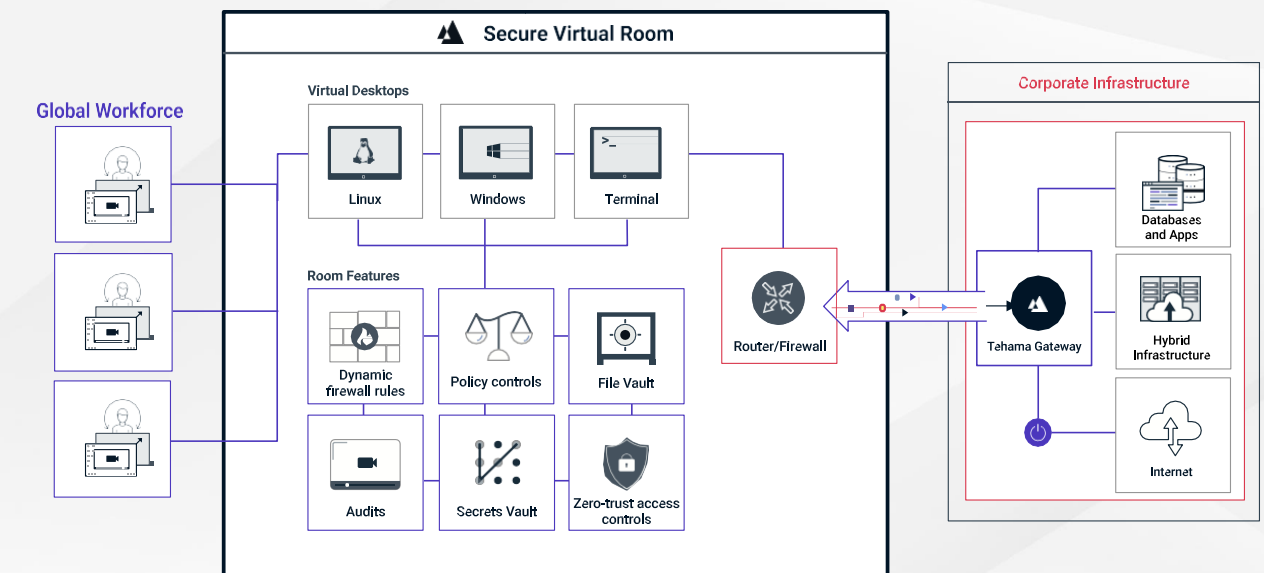 Secure Virtual Room
Global Workforce
Virtual Desktops
Linux
Windows
>_
Terminal
Room Features
Dynamic
firewall rules
Policy controls
File Vault
Audits
Secrets Vault
Zero-trust access
controls
Router/Firewall
Corporate Infrastructure
Tehama Gateway
Databases
and Apps
Hybrid
Infrastructure
Internet